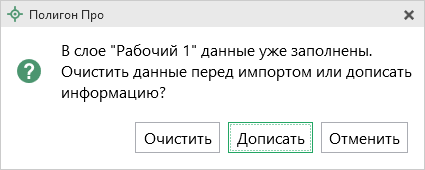 Полигон Про
В слое "Рабочий 1" данные уже заполнены.
Очистить данные перед импортом или дописать
информацию?
Очистить Дописать Отменить